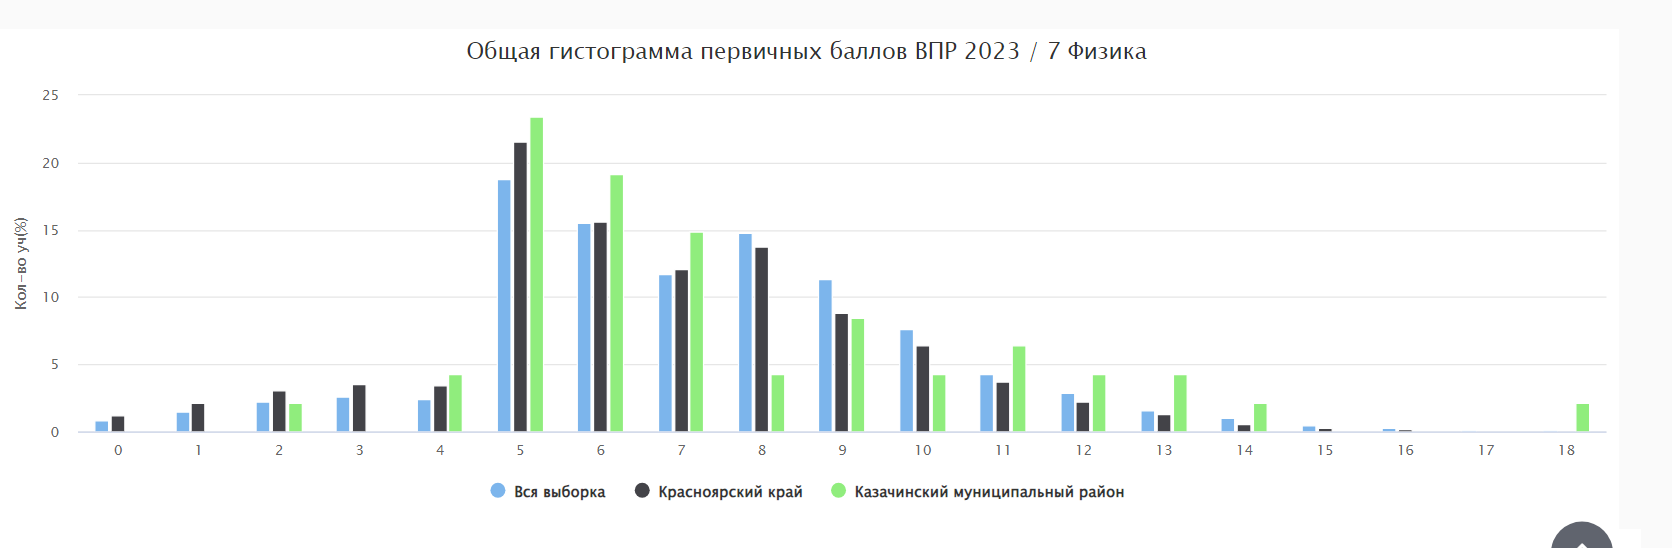 Общая гистограмма первичных баллов ВПР 2023 / 7 Физика
25
20
15
10
5
0
Кол-во уч(%)
0 1 2 3 4 5 6 7 8 9 10 11 12 13 14 15 16 17 18
Вся выборка Красноярский край Казачинский муниципальный район